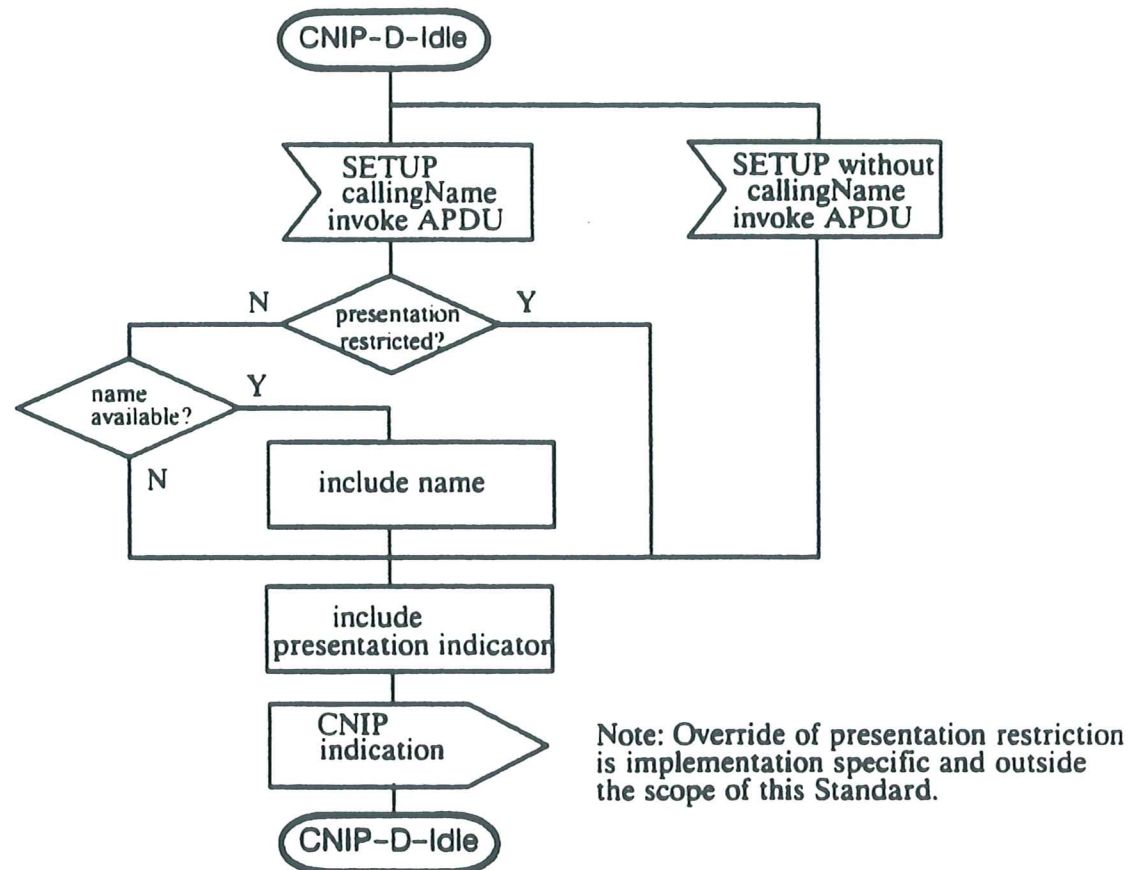 CNIP-D-Idle
SETUP
callingName
invoke APDU
SETUP without
callingName
invoke APDU
N
Y
presentation
restricted?
name
available?
Y
N
include name
include
presentation indicator
CNIP
indication
Note: Override of presentation restriction
is implementation specific and outside
the scope of this Standard.
CNIP-D-Idle